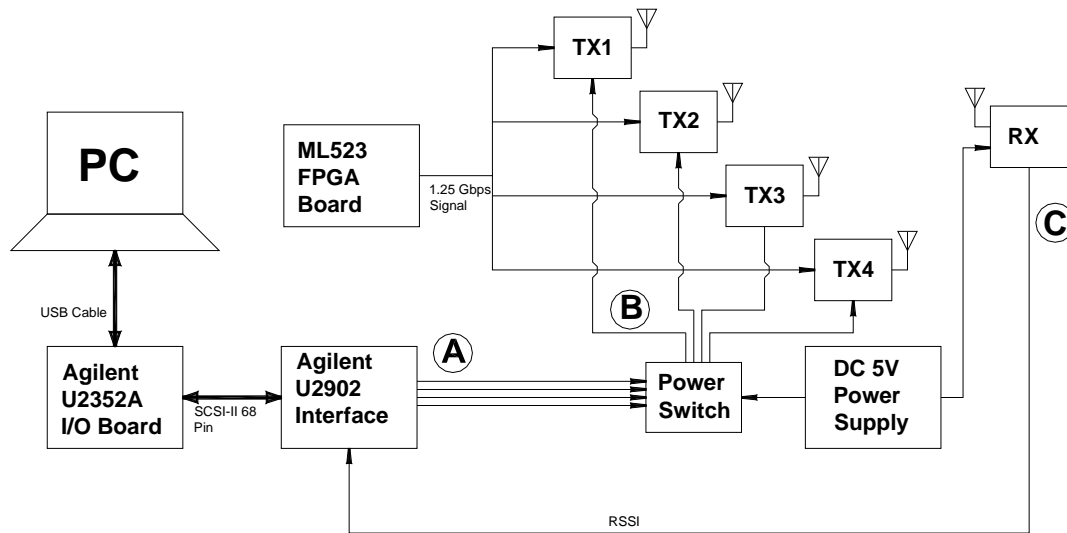 PC
USB Cable
Agilent
U2352A
I/O Board
SCSI-II 68
Pin
Agilent
U2902
Interface
ML523
FPGA
Board
1.25 Gbps
Signal
TX1
TX2
TX3
TX4
RX
A
B
C
Power
Switch
DC 5V
Power
Supply
RSSI